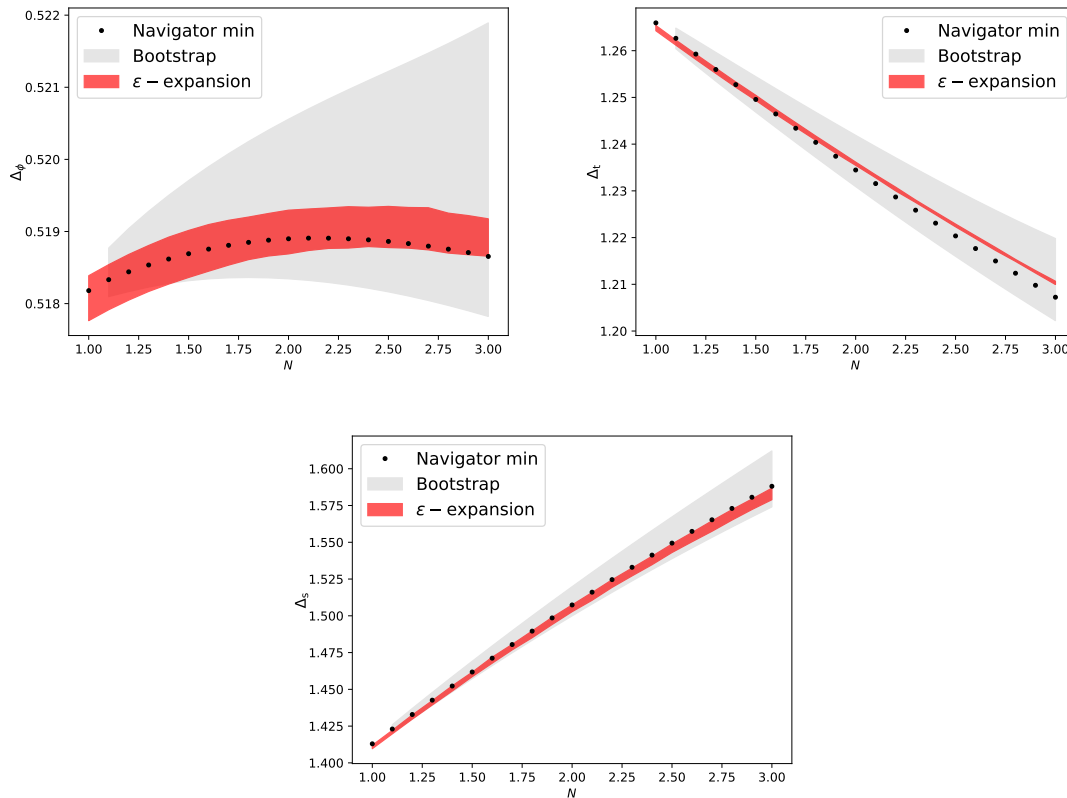 0.522
0.521
0.520
0.519
0.518
Δϕ
Navigator min
Bootstrap
ε − expansion
1.00 1.25 1.50 1.75 2.00 2.25 2.50 2.75 3.00
N
1.26
1.25
1.24
1.23
1.22
1.21
1.20
Δt
Navigator min
Bootstrap
ε − expansion
1.00 1.25 1.50 1.75 2.00 2.25 2.50 2.75 3.00
N
1.600
1.575
1.550
1.525
1.500
1.475
1.450
1.425
1.400
Δs
Navigator min
Bootstrap
ε − expansion
1.00 1.25 1.50 1.75 2.00 2.25 2.50 2.75 3.00
N